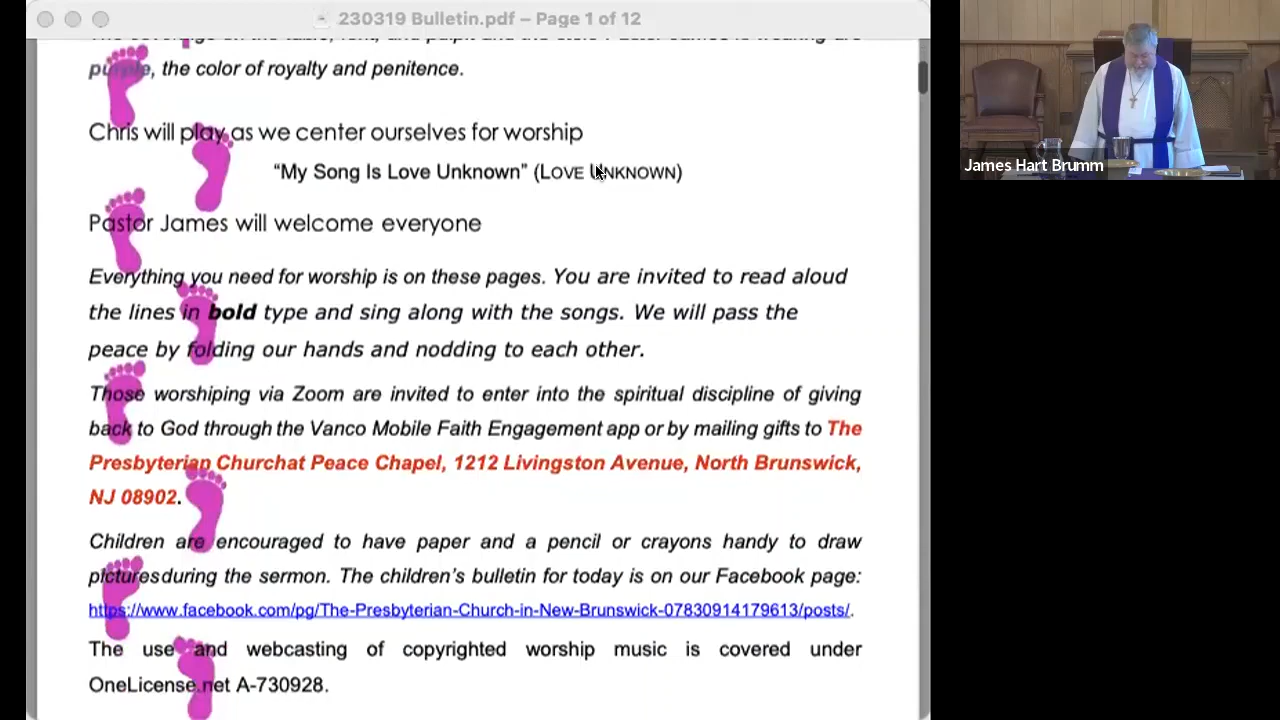 230319 Bulletin.pdf – Page 1 of 12
purple, the color of royalty and penitence.
Chris will play as we center ourselves for worship
“My Song Is Love Unknown” (LOVE UNKNOWN)
Pastor James will welcome everyone
Everything you need for worship is on these pages. You are invited to read aloud
the lines in bold type and sing along with the songs. We will pass the
peace by folding our hands and nodding to each other.
Those worshiping via Zoom are invited to enter into the spiritual discipline of giving
back to God through the Vanco Mobile Faith Engagement app or by mailing gifts to The
Presbyterian Churchat Peace Chapel, 1212 Livingston Avenue, North Brunswick,
NJ 08902.
Children are encouraged to have paper and a pencil or crayons handy to draw
picturesduring the sermon. The children’s bulletin for today is on our Facebook page:
https://www.facebook.com/pg/The-Presbyterian-Church-in-New-Brunswick-07830914179613/posts/.
The use and webcasting of copyrighted worship music is covered under
OneLicense.net A-730928.
James Hart Brumm